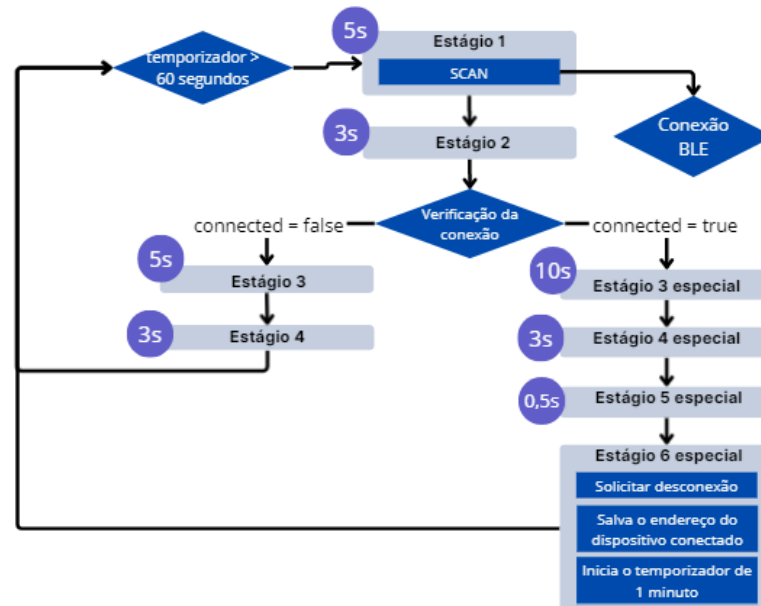 5s
Estágio 1
temporizador >
60 segundos
SCAN
3s
Estágio 2
Conexão
BLE
Verificação da
conexão
connected = false
connected = true
5s
Estágio 3
10s
Estágio 3 especial
3s
Estágio 4
3s
Estágio 4 especial
0,5s
Estágio 5 especial
Estágio 6 especial
Solicitar desconexão
Salva o endereço do
dispositivo conectado
Inicia o temporizador de
1 minuto